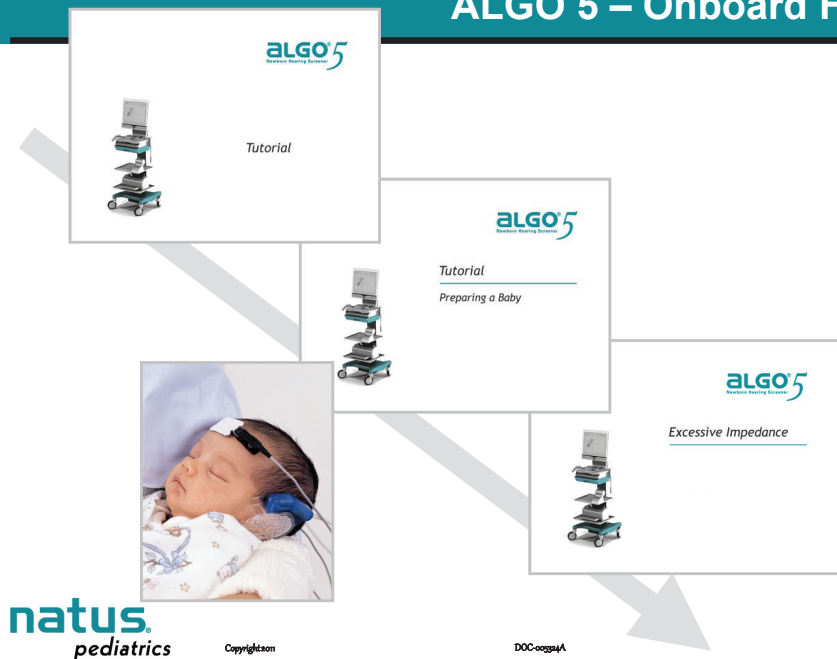 ALGO 5 – Onboard
ALGO 5
Newborn Hearing Screener
Tutorial
ALGO 5
Newborn Hearing Screener
Tutorial
Preparing a Baby
ALGO 5
Newborn Hearing Screener
Excessive Impedance
natus.
pediatrics
Copyright 2011
DOC-005324A